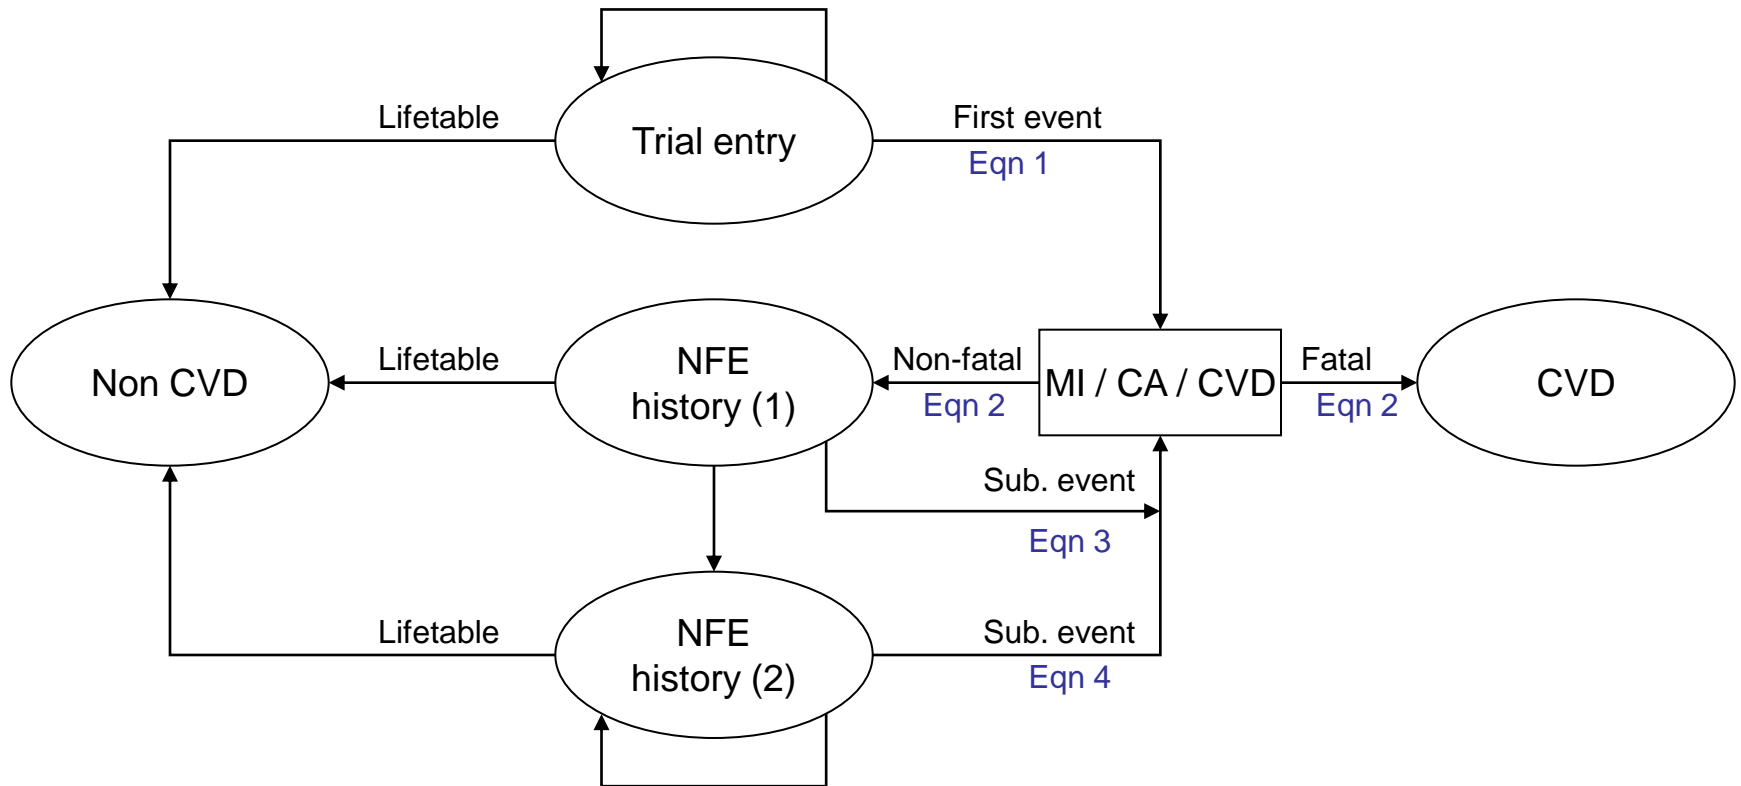 Lifetable
Trial entry
First event
Eqn 1
Non CVD
Lifetable
NFE
history (1)
Non-fatal
Eqn 2
MI / CA / CVD
Fatal
Eqn 2
CVD
Sub. event
Eqn 3
Lifetable
NFE
history (2)
Sub. event
Eqn 4